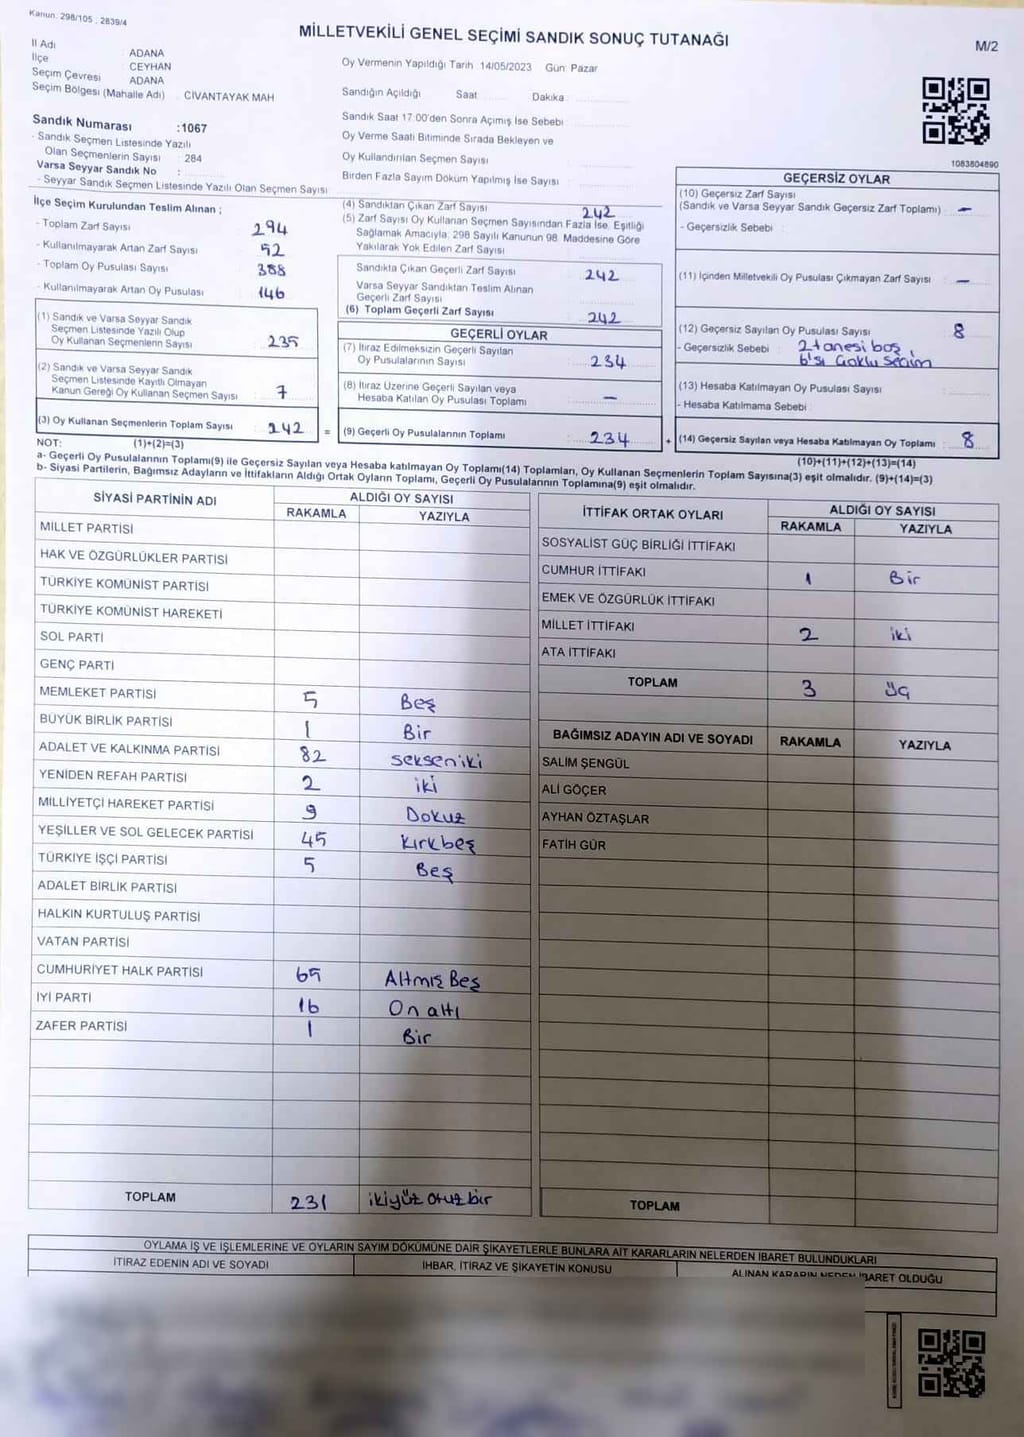 Kanun: 298/105 ; 2839/4
MİLLETVEKİLİ GENEL SEÇİMİ SANDIK SONUÇ TUTANAĞI
M/2
İl Adı : ADANA
İlçe : CEYHAN
Seçim Çevresi : ADANA
Seçim Bölgesi (Mahalle Adı) : CİVANTAYAK MAH
Sandık Numarası :1067
- Sandık Seçmen Listesinde Yazılı
Olan Seçmenlerin Sayısı : 284
Varsa Seyyar Sandık No :
- Seyyar Sandık Seçmen Listesinde Yazılı Olan Seçmen Sayısı :
Oy Vermenin Yapıldığı Tarih :14/05/2023 Gün: Pazar
Sandığın Açıldığı Saat Dakika
Sandık Saat 17:00'den Sonra Açımış İse Sebebi
Oy Verme Saati Bitiminde Sırada Bekleyen ve
Oy Kullandırılan Seçmen Sayısı
Birden Fazla Sayım Döküm Yapılmış İse Sayısı
1083804890
İlçe Seçim Kurulundan Teslim Alınan ;
- Toplam Zarf Sayısı : 294
- Kullanılmayarak Artan Zarf Sayısı : 52
- Toplam Oy Pusulası Sayısı : 388
- Kullanılmayarak Artan Oy Pusulası : 146
(1) Sandık ve Varsa Seyyar Sandık
Seçmen Listesinde Yazılı Olup
Oy Kullanan Seçmenlerin Sayısı : 235
(2) Sandık ve Varsa Seyyar Sandık
Seçmen Listesinde Kayıtlı Olmayan
Kanun Gereği Oy Kullanan Seçmen Sayısı : 7
(3) Oy Kullanan Seçmenlerin Toplam Sayısı : 242 =
(4) Sandıktan Çıkan Zarf Sayısı : 242
(5) Zarf Sayısı Oy Kullanan Seçmen Sayısından Fazla İse, Eşitliği
Sağlamak Amacıyla; 298 Sayılı Kanunun 98. Maddesine Göre
Yakılarak Yok Edilen Zarf Sayısı
Sandıkta Çıkan Geçerli Zarf Sayısı : 242
Varsa Seyyar Sandıktan Teslim Alınan
Geçerli Zarf Sayısı
(6) Toplam Geçerli Zarf Sayısı : 242
GEÇERLİ OYLAR
(7) İtiraz Edilmeksizin Geçerli Sayılan
Oy Pusulalarının Sayısı : 234
(8) İtiraz Üzerine Geçerli Sayılan veya
Hesaba Katılan Oy Pusulası Toplamı : —
(9) Geçerli Oy Pusulalarının Toplamı : 234 +
GEÇERSİZ OYLAR
(10) Geçersiz Zarf Sayısı
(Sandık ve Varsa Seyyar Sandık Geçersiz Zarf Toplamı) : —
- Geçersizlik Sebebi :
(11) İçinden Milletvekili Oy Pusulası Çıkmayan Zarf Sayısı : —
(12) Geçersiz Sayılan Oy Pusulası Sayısı : 8
- Geçersizlik Sebebi : 2 tanesi boş,
6'sı Çoklu seçim
(13) Hesaba Katılmayan Oy Pusulası Sayısı
- Hesaba Katılmama Sebebi
(14) Geçersiz Sayılan veya Hesaba Katılmayan Oy Toplamı : 8
NOT: (1)+(2)=(3)
(10)+(11)+(12)+(13)=(14)
a- Geçerli Oy Pusulalarının Toplamı(9) ile Geçersiz Sayılan veya Hesaba katılmayan Oy Toplamı(14) Toplamları, Oy Kullanan Seçmenlerin Toplam Sayısına(3) eşit olmalıdır. (9)+(14)=(3)
b- Siyasi Partilerin, Bağımsız Adayların ve İttifakların Aldığı Ortak Oyların Toplamı, Geçerli Oy Pusulalarının Toplamına(9) eşit olmalıdır.
SİYASİ PARTİNİN ADI ALDIĞI OY SAYISI
RAKAMLA YAZIYLA
MİLLET PARTİSİ
HAK VE ÖZGÜRLÜKLER PARTİSİ
TÜRKİYE KOMÜNİST PARTİSİ
TÜRKİYE KOMÜNİST HAREKETİ
SOL PARTİ
GENÇ PARTİ
MEMLEKET PARTİSİ 5 Beş
BÜYÜK BİRLİK PARTİSİ 1 Bir
ADALET VE KALKINMA PARTİSİ 82 sekseniki
YENİDEN REFAH PARTİSİ 2 iki
MİLLİYETÇİ HAREKET PARTİSİ 9 Dokuz
YEŞİLLER VE SOL GELECEK PARTİSİ 45 kırkbeş
TÜRKİYE İŞÇİ PARTİSİ 5 Beş
ADALET BİRLİK PARTİSİ
HALKIN KURTULUŞ PARTİSİ
VATAN PARTİSİ
CUMHURİYET HALK PARTİSİ 65 Altmış Beş
İYİ PARTİ 16 On altı
ZAFER PARTİSİ 1 Bir
TOPLAM 231 ikiyüz otuz bir
İTTİFAK ORTAK OYLARI ALDIĞI OY SAYISI
RAKAMLA YAZIYLA
SOSYALİST GÜÇ BİRLİĞİ İTTİFAKI
CUMHUR İTTİFAKI 1 Bir
EMEK VE ÖZGÜRLÜK İTTİFAKI
MİLLET İTTİFAKI 2 iki
ATA İTTİFAKI
TOPLAM 3 üç
BAĞIMSIZ ADAYIN ADI VE SOYADI RAKAMLA YAZIYLA
SALİM ŞENGÜL
ALİ GÖÇER
AYHAN ÖZTAŞLAR
FATİH GÜR
TOPLAM
OYLAMA İŞ VE İŞLEMLERİNE VE OYLARIN SAYIM DÖKÜMÜNE DAİR ŞİKAYETLERLE BUNLARA AİT KARARLARIN NELERDEN İBARET BULUNDUKLARI
İTİRAZ EDENİN ADI VE SOYADI İHBAR, İTİRAZ VE ŞİKAYETİN KONUSU ALINAN KARARIN NEDEN İBARET OLDUĞU